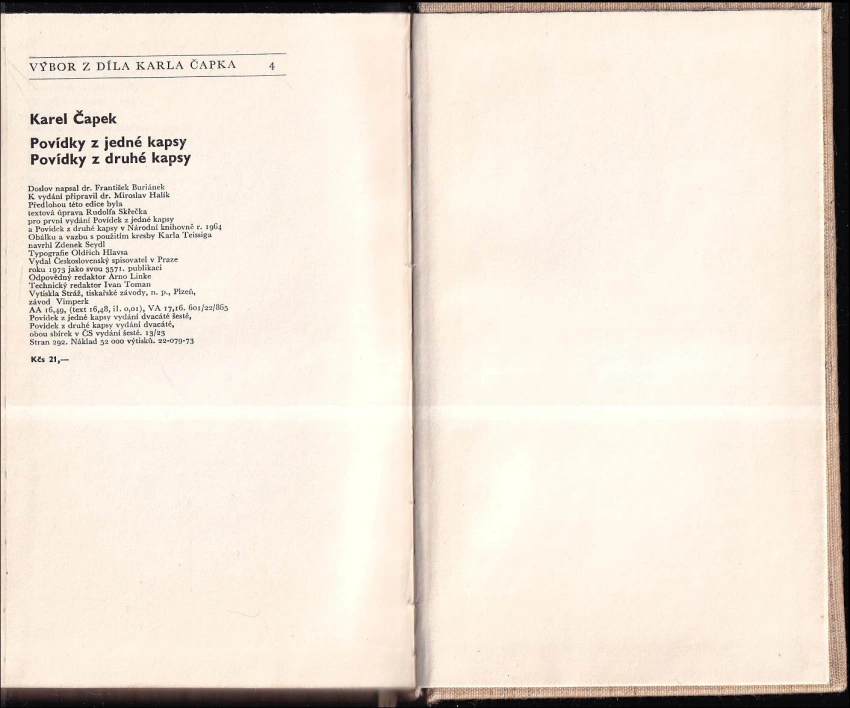 VÝBOR Z DÍLA KARLA ČAPKA 4
Karel Čapek
Povídky z jedné kapsy
Povídky z druhé kapsy
Doslov napsal dr. František Buriánek
K vydání připravil dr. Miroslav Halík
Předlohou této edice byla
textová úprava Rudolfa Skřečka
pro první vydání Povídek z jedné kapsy
a Povídek z druhé kapsy v Národní knihovně r. 1964
Obálku a vazbu s použitím kresby Karla Teissiga
navrhl Zdenek Seydl
Typografie Oldřich Hlavsa
Vydal Československý spisovatel v Praze
roku 1973 jako svou 3571. publikaci
Odpovědný redaktor Arno Linke
Technický redaktor Ivan Toman
Vytiskla Stráž, tiskařské závody, n. p., Plzeň,
závod Vimperk
AA 16,49, (text 16,48, il. 0,01), VA 17,16. 601/22/865
Povídek z jedné kapsy vydání dvacáté šesté,
Povídek z druhé kapsy vydání dvacáté,
obou sbírek v ČS vydání šesté. 13/23
Stran 292. Náklad 52 000 výtisků. 22-079-73
Kčs 21,—